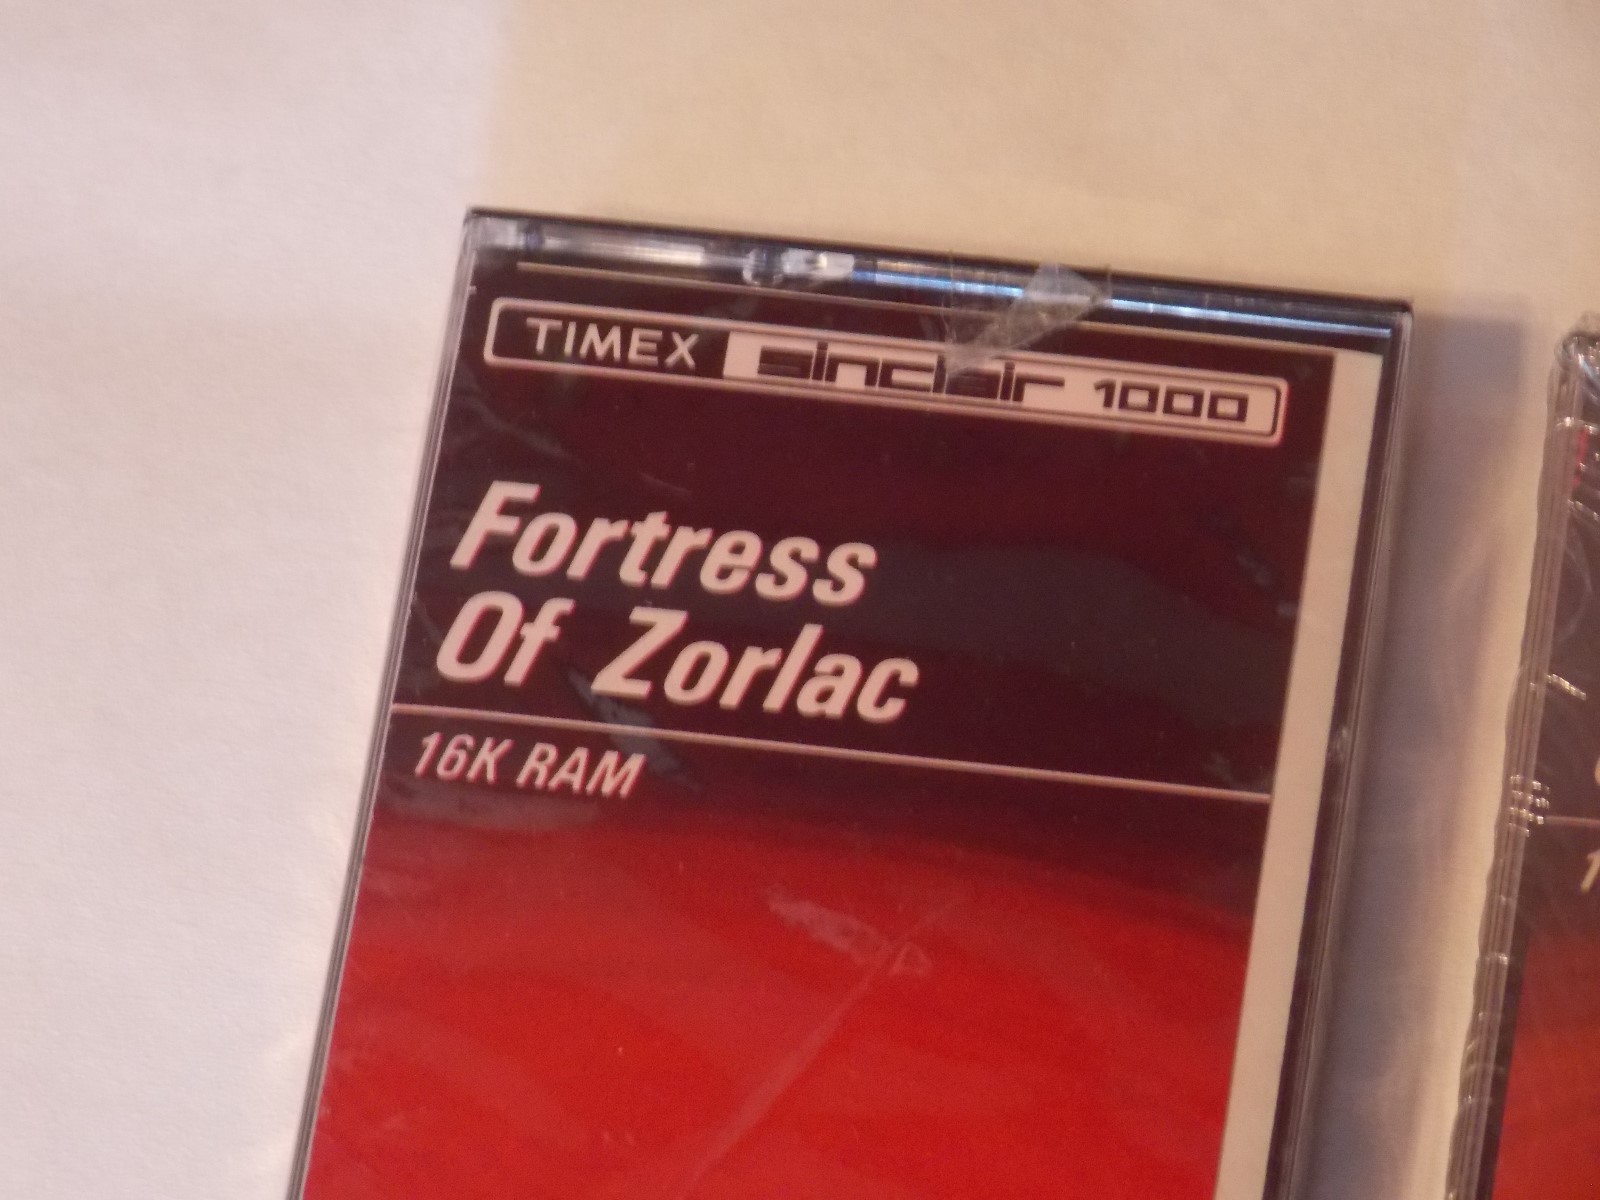 TIMEX sinclair 1000
Fortress
Of Zorlac
16K RAM